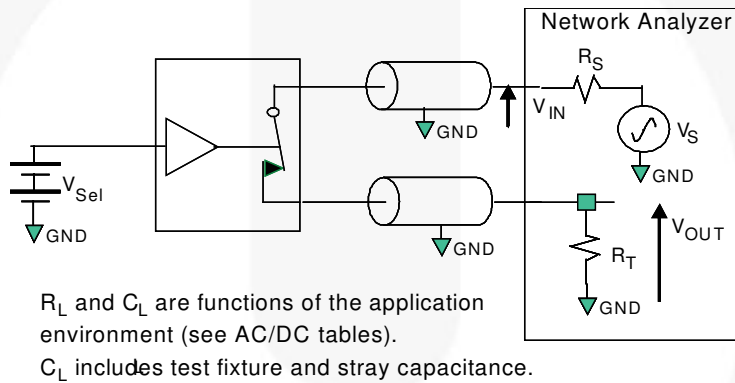 Network Analyzer
R_S
V_IN
GND
V_S
GND
V_Sel
GND
GND
V_OUT
R_T
GND
R_L and C_L are functions of the application
environment (see AC/DC tables).
C_L includes test fixture and stray capacitance.